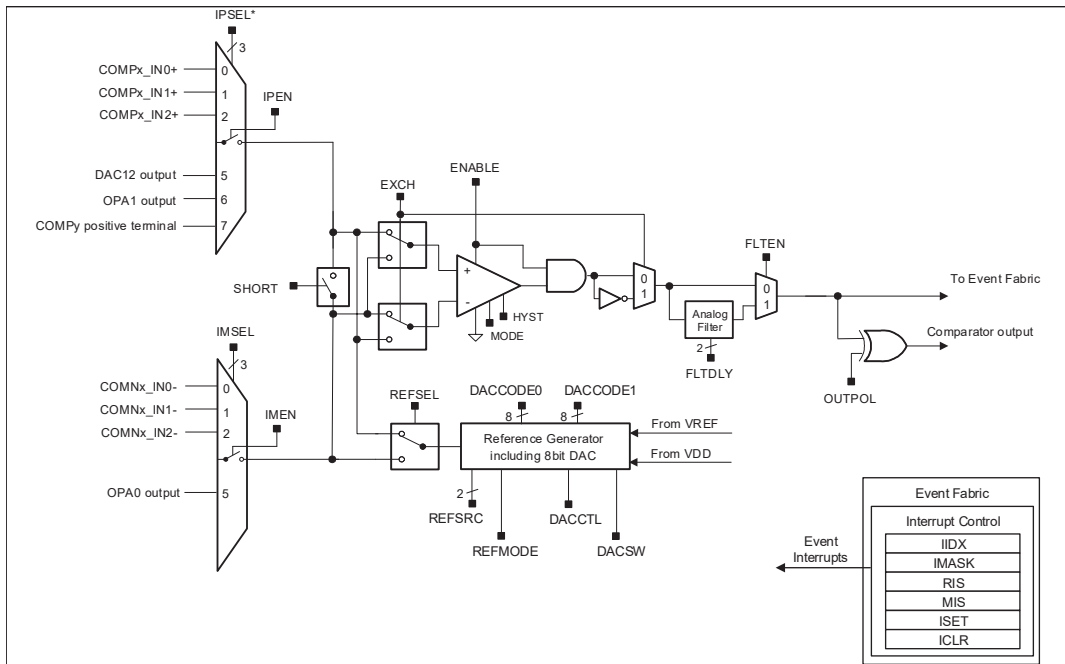 IPSEL*
3
COMPx_IN0+
0
COMPx_IN1+
1
COMPx_IN2+
2
IPEN
DAC12 output
5
OPA1 output
6
COMPy positive terminal
7
EXCH
ENABLE
SHORT
+
-
HYST
MODE
0
1
FLTEN
0
1
Analog
Filter
2
FLTDLY
To Event Fabric
Comparator output
OUTPOL
IMSEL
3
COMNx_IN0-
0
COMNx_IN1-
1
COMNx_IN2-
2
IMEN
OPA0 output
5
REFSEL
DACCODE0
DACCODE1
8
8
Reference Generator
including 8bit DAC
From VREF
From VDD
2
REFSRC
REFMODE
DACCTL
DACSW
Event
Interrupts
Event Fabric
Interrupt Control
IIDX
IMASK
RIS
MIS
ISET
ICLR